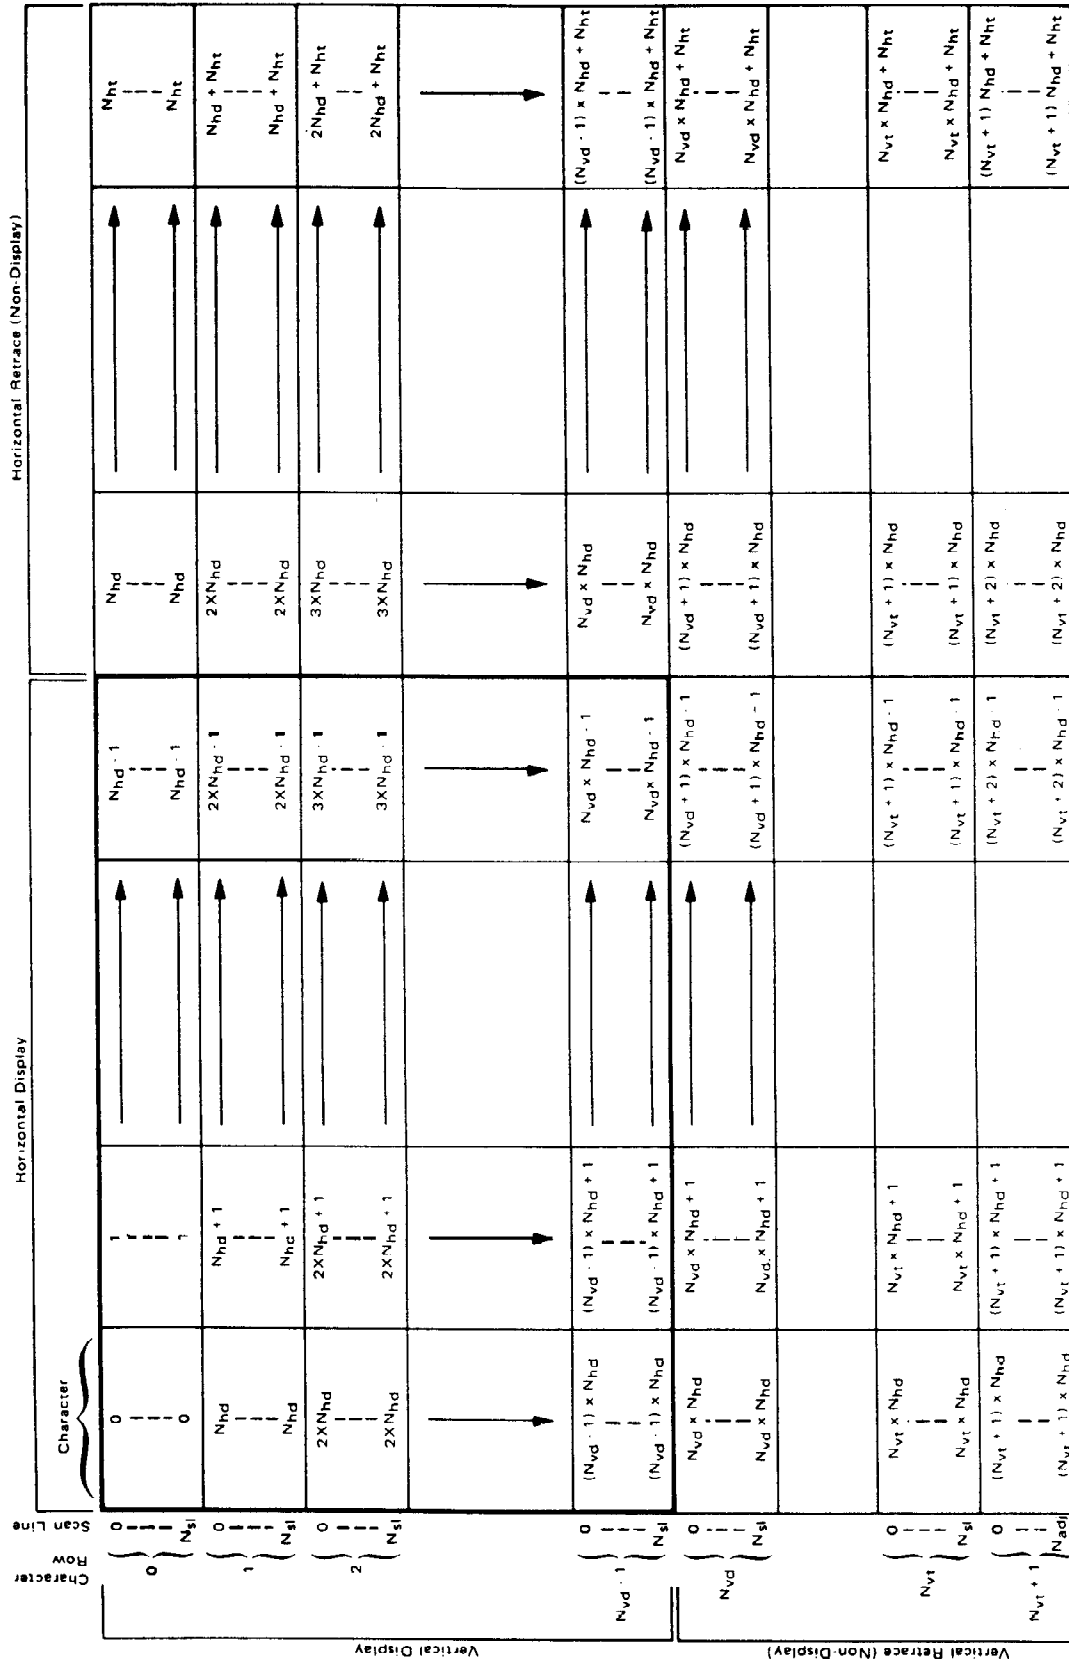 Horizontal Display
Horizontal Retrace (Non-Display)
Character
Character Row
Scan Line
Vertical Display
0
0
Nsl
0
0
1
1
Nhd - 1
Nhd - 1
Nhd
Nhd
Nht
Nht
1
0
Nsl
Nhd
Nhd
Nhd + 1
Nhd + 1
2XNhd - 1
2XNhd - 1
2XNhd
2XNhd
Nhd + Nht
Nhd + Nht
2
0
Nsl
2XNhd
2XNhd
2XNhd + 1
2XNhd + 1
3XNhd - 1
3XNhd - 1
3XNhd
3XNhd
2Nhd + Nht
2Nhd + Nht
Nvd - 1
0
Nsl
(Nvd - 1) × Nhd
(Nvd - 1) × Nhd
(Nvd - 1) × Nhd + 1
(Nvd - 1) × Nhd + 1
Nvd × Nhd - 1
Nvd × Nhd - 1
Nvd × Nhd
Nvd × Nhd
(Nvd - 1) × Nhd + Nht
(Nvd - 1) × Nhd + Nht
Vertical Retrace (Non-Display)
Nvd
0
Nsl
Nvd × Nhd
Nvd × Nhd
Nvd × Nhd + 1
Nvd × Nhd + 1
(Nvd + 1) × Nhd - 1
(Nvd + 1) × Nhd - 1
(Nvd + 1) × Nhd
(Nvd + 1) × Nhd
Nvd × Nhd + Nht
Nvd × Nhd + Nht
Nvt
0
Nsl
Nvt × Nhd
Nvt × Nhd
Nvt × Nhd + 1
Nvt × Nhd + 1
(Nvt + 1) × Nhd - 1
(Nvt + 1) × Nhd - 1
(Nvt + 1) × Nhd
(Nvt + 1) × Nhd
Nvt × Nhd + Nht
Nvt × Nhd + Nht
Nvt + 1
0
Nadj
(Nvt + 1) × Nhd
(Nvt + 1) × Nhd
(Nvt + 1) × Nhd + 1
(Nvt + 1) × Nhd + 1
(Nvt + 2) × Nhd - 1
(Nvt + 2) × Nhd - 1
(Nvt + 2) × Nhd
(Nvt + 2) × Nhd
(Nvt + 1) Nhd + Nht
(Nvt + 1) Nhd + Nht